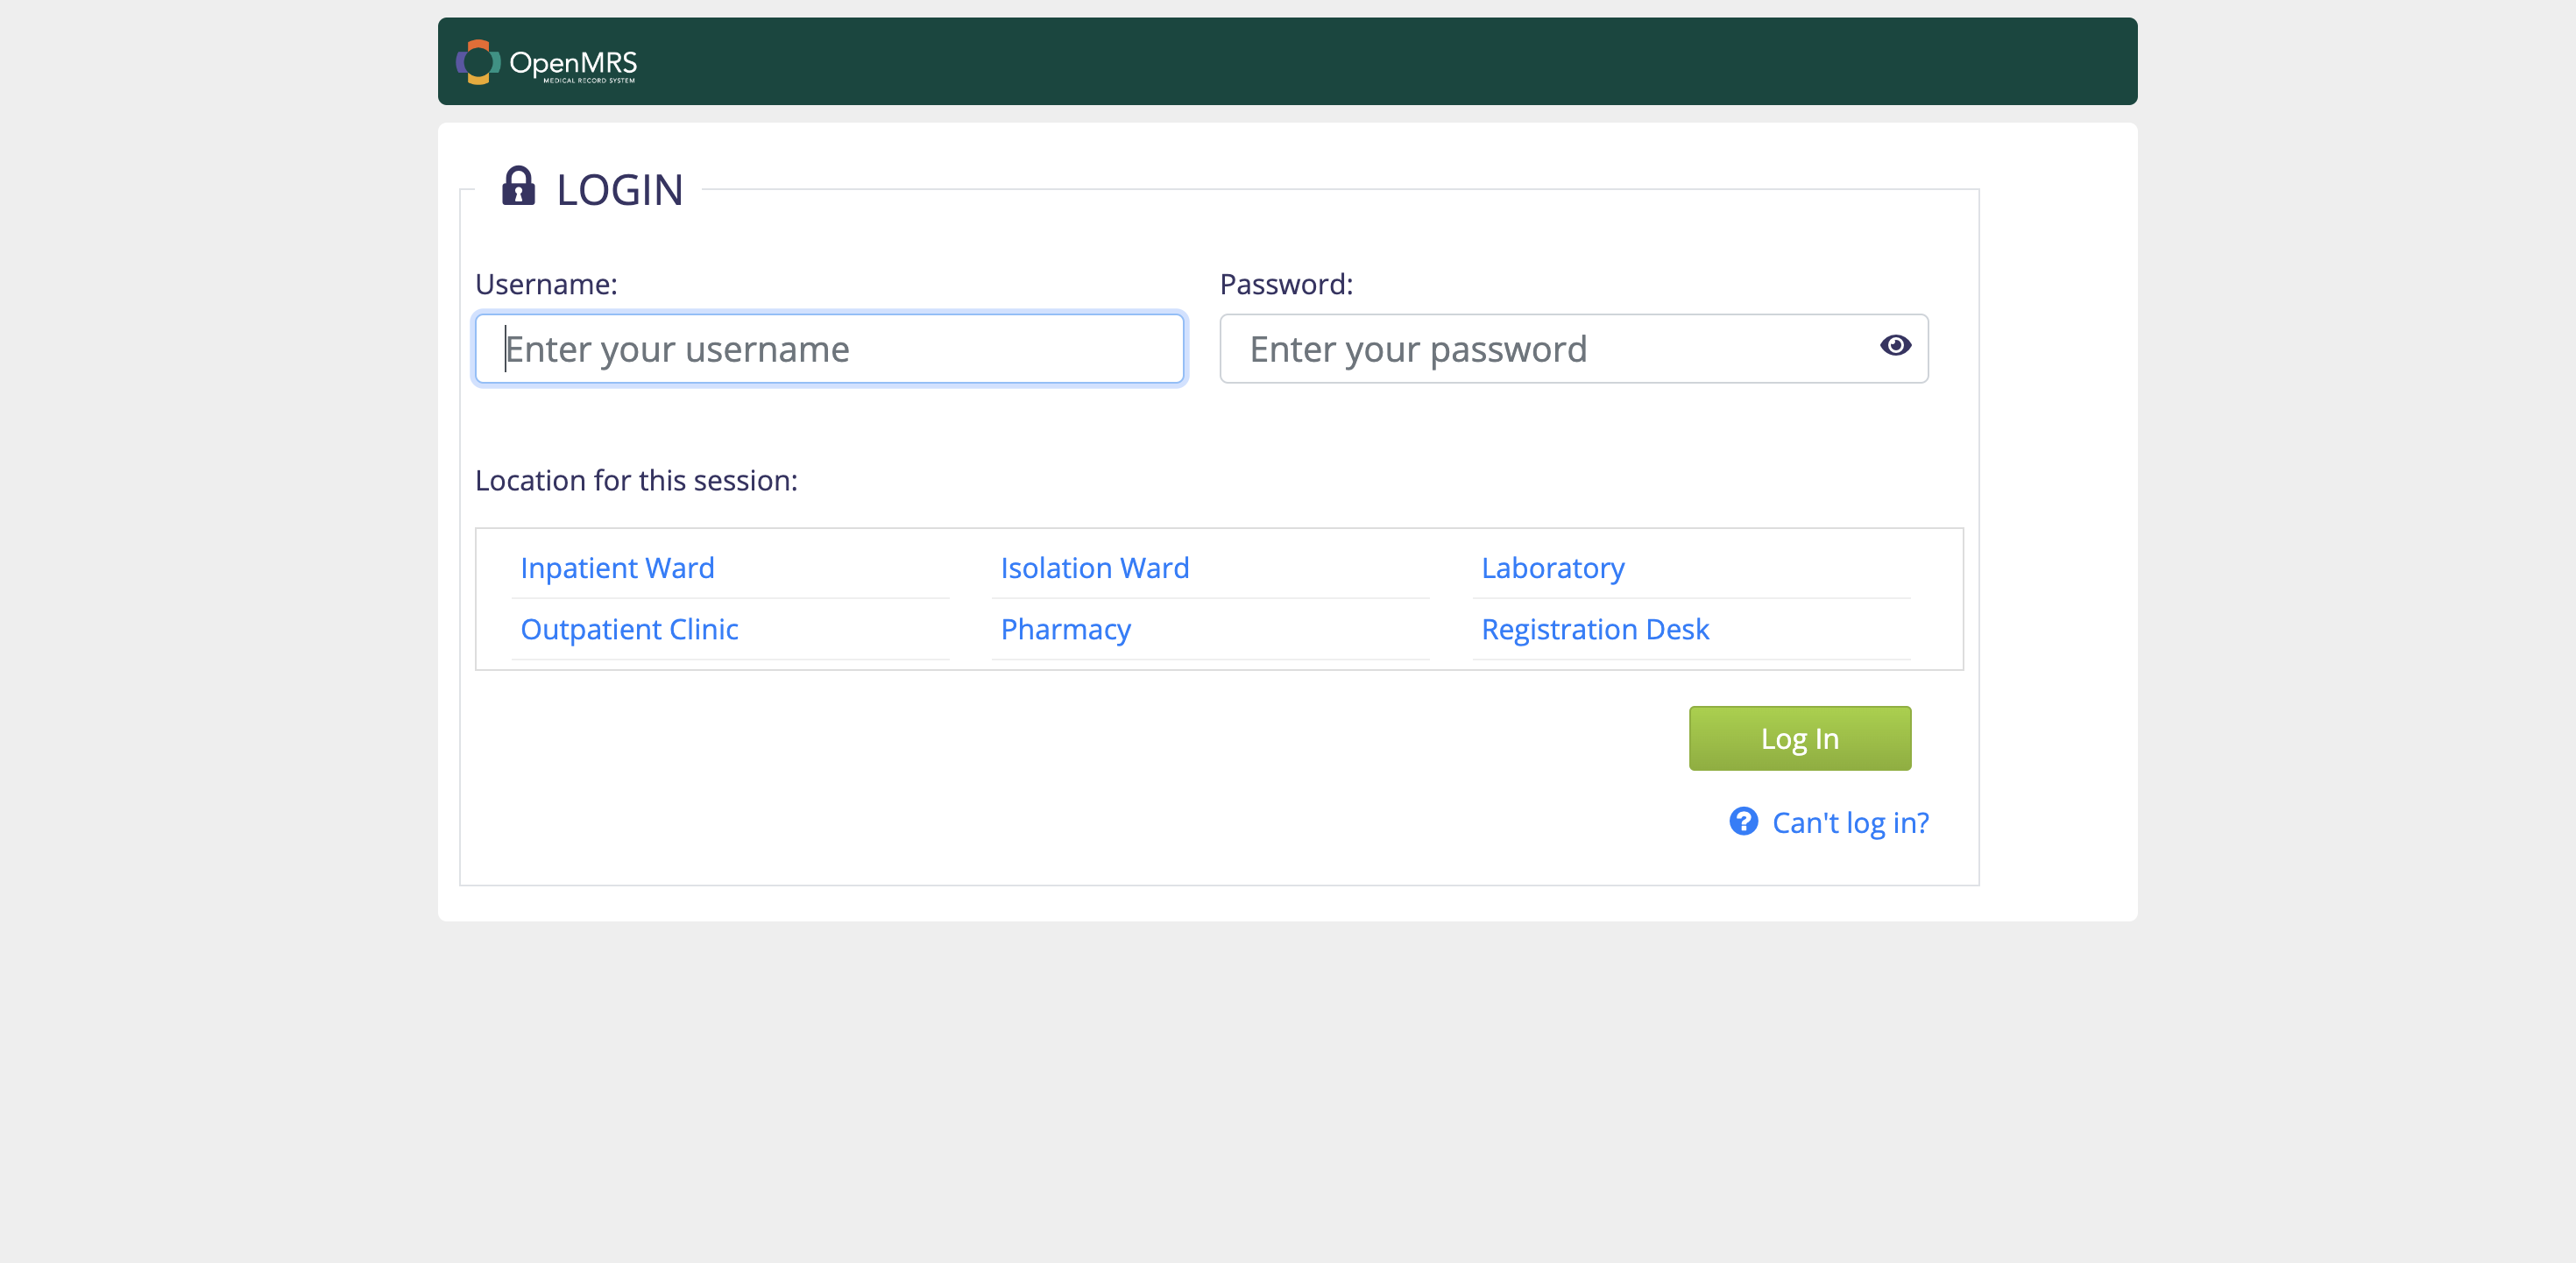 OpenMRS
MEDICAL RECORD SYSTEM
LOGIN
Username:
Password:
Enter your username
Enter your password
Location for this session:
Inpatient Ward
Isolation Ward
Laboratory
Outpatient Clinic
Pharmacy
Registration Desk
Log In
Can't log in?